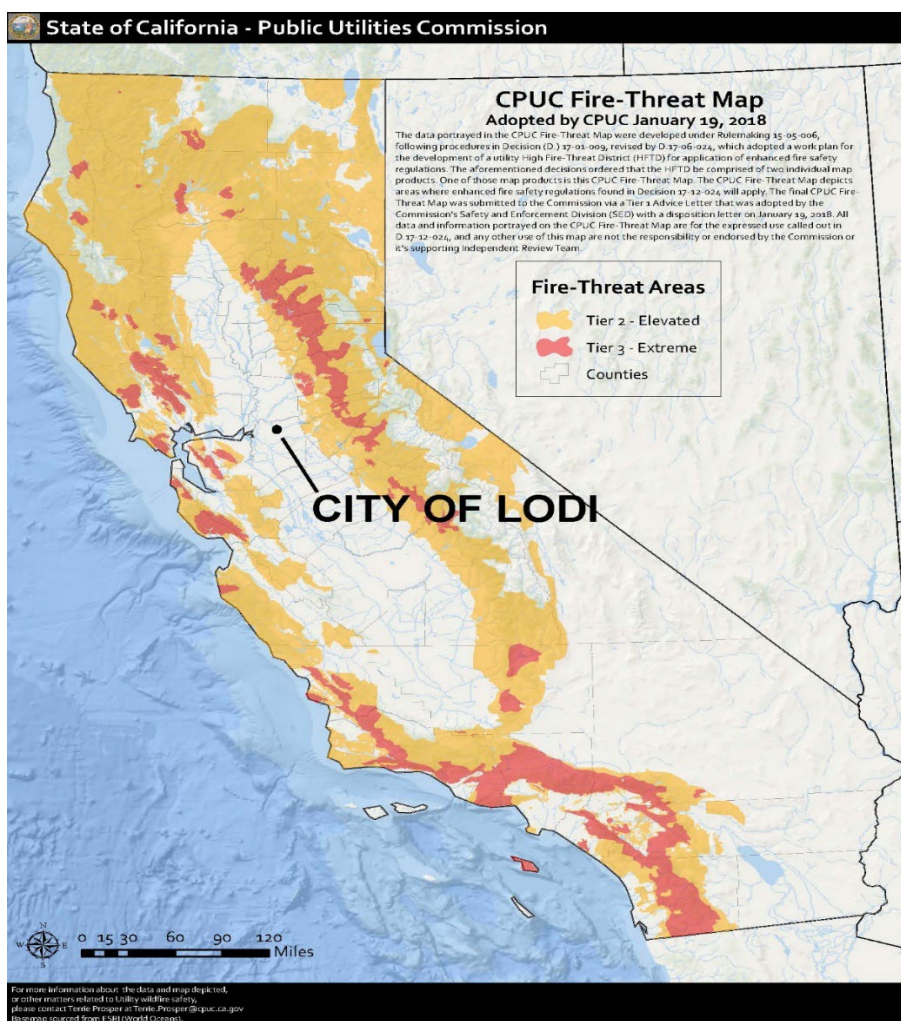 State of California - Public Utilities Commission
CPUC Fire-Threat Map
Adopted by CPUC January 19, 2018
The data portrayed in the CPUC Fire-Threat Map were developed under Rulemaking 15-05-006,
following procedures in Decision (D.) 17-01-009, revised by D.17-06-024, which adopted a work plan for
the development of a utility High Fire-Threat District (HFTD) for application of enhanced fire safety
regulations. The aforementioned decisions ordered that the HFTD be comprised of two individual map
products. One of those map products is this CPUC Fire-Threat Map. The CPUC Fire-Threat Map depicts
areas where enhanced fire safety regulations found in Decision 17-12-024 will apply. The final CPUC Fire-
Threat Map was submitted to the Commission via a Tier 1 Advice Letter that was adopted by the
Commission's Safety and Enforcement Division (SED) with a disposition letter on January 19, 2018. All
data and information portrayed on the CPUC Fire-Threat Map are for the expressed use called out in
D.17-12-024, and any other use of this map are not the responsibility or endorsed by the Commission or
it's supporting Independent Review Team.
Fire-Threat Areas
Tier 2 - Elevated
Tier 3 - Extreme
Counties
CITY OF LODI
N
W E
S
0 15 30 60 90 120
Miles
For more information about the data and map depicted,
or other matters related to Utility wildfire safety,
please contact Terrie Prosper at Terrie.Prosper@cpuc.ca.gov
Basemap sourced from ESRI (World Oceans).